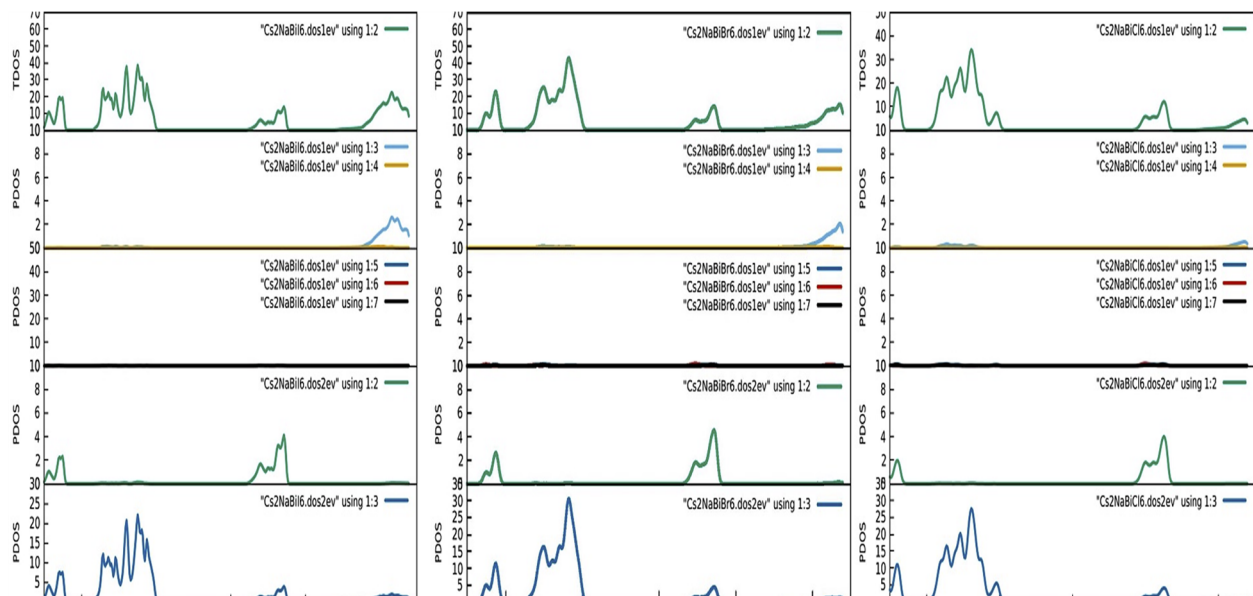 70
60
50
40
30
20
10
10
TDOS
"Cs2NaBiI6.dos1ev" using 1:2
8
6
4
2
50
PDOS
"Cs2NaBiI6.dos1ev" using 1:3
"Cs2NaBiI6.dos1ev" using 1:4
40
30
20
10
10
PDOS
"Cs2NaBiI6.dos1ev" using 1:5
"Cs2NaBiI6.dos1ev" using 1:6
"Cs2NaBiI6.dos1ev" using 1:7
8
6
4
2
PDOS
"Cs2NaBiI6.dos2ev" using 1:2
25
20
15
10
5
PDOS
"Cs2NaBiI6.dos2ev" using 1:3
70
60
50
40
30
20
10
10
TDOS
"Cs2NaBiBr6.dos1ev" using 1:2
8
6
4
2
10
PDOS
"Cs2NaBiBr6.dos1ev" using 1:3
"Cs2NaBiBr6.dos1ev" using 1:4
8
6
4
2
10
PDOS
"Cs2NaBiBr6.dos1ev" using 1:5
"Cs2NaBiBr6.dos1ev" using 1:6
"Cs2NaBiBr6.dos1ev" using 1:7
8
6
4
2
PDOS
"Cs2NaBiBr6.dos2ev" using 1:2
30
25
20
15
10
5
PDOS
"Cs2NaBiBr6.dos2ev" using 1:3
50
40
30
20
10
10
TDOS
"Cs2NaBiCl6.dos1ev" using 1:2
8
6
4
2
10
PDOS
"Cs2NaBiCl6.dos1ev" using 1:3
"Cs2NaBiCl6.dos1ev" using 1:4
8
6
4
2
10
PDOS
"Cs2NaBiCl6.dos1ev" using 1:5
"Cs2NaBiCl6.dos1ev" using 1:6
"Cs2NaBiCl6.dos1ev" using 1:7
8
6
4
2
PDOS
"Cs2NaBiCl6.dos2ev" using 1:2
30
25
20
15
10
5
PDOS
"Cs2NaBiCl6.dos2ev" using 1:3